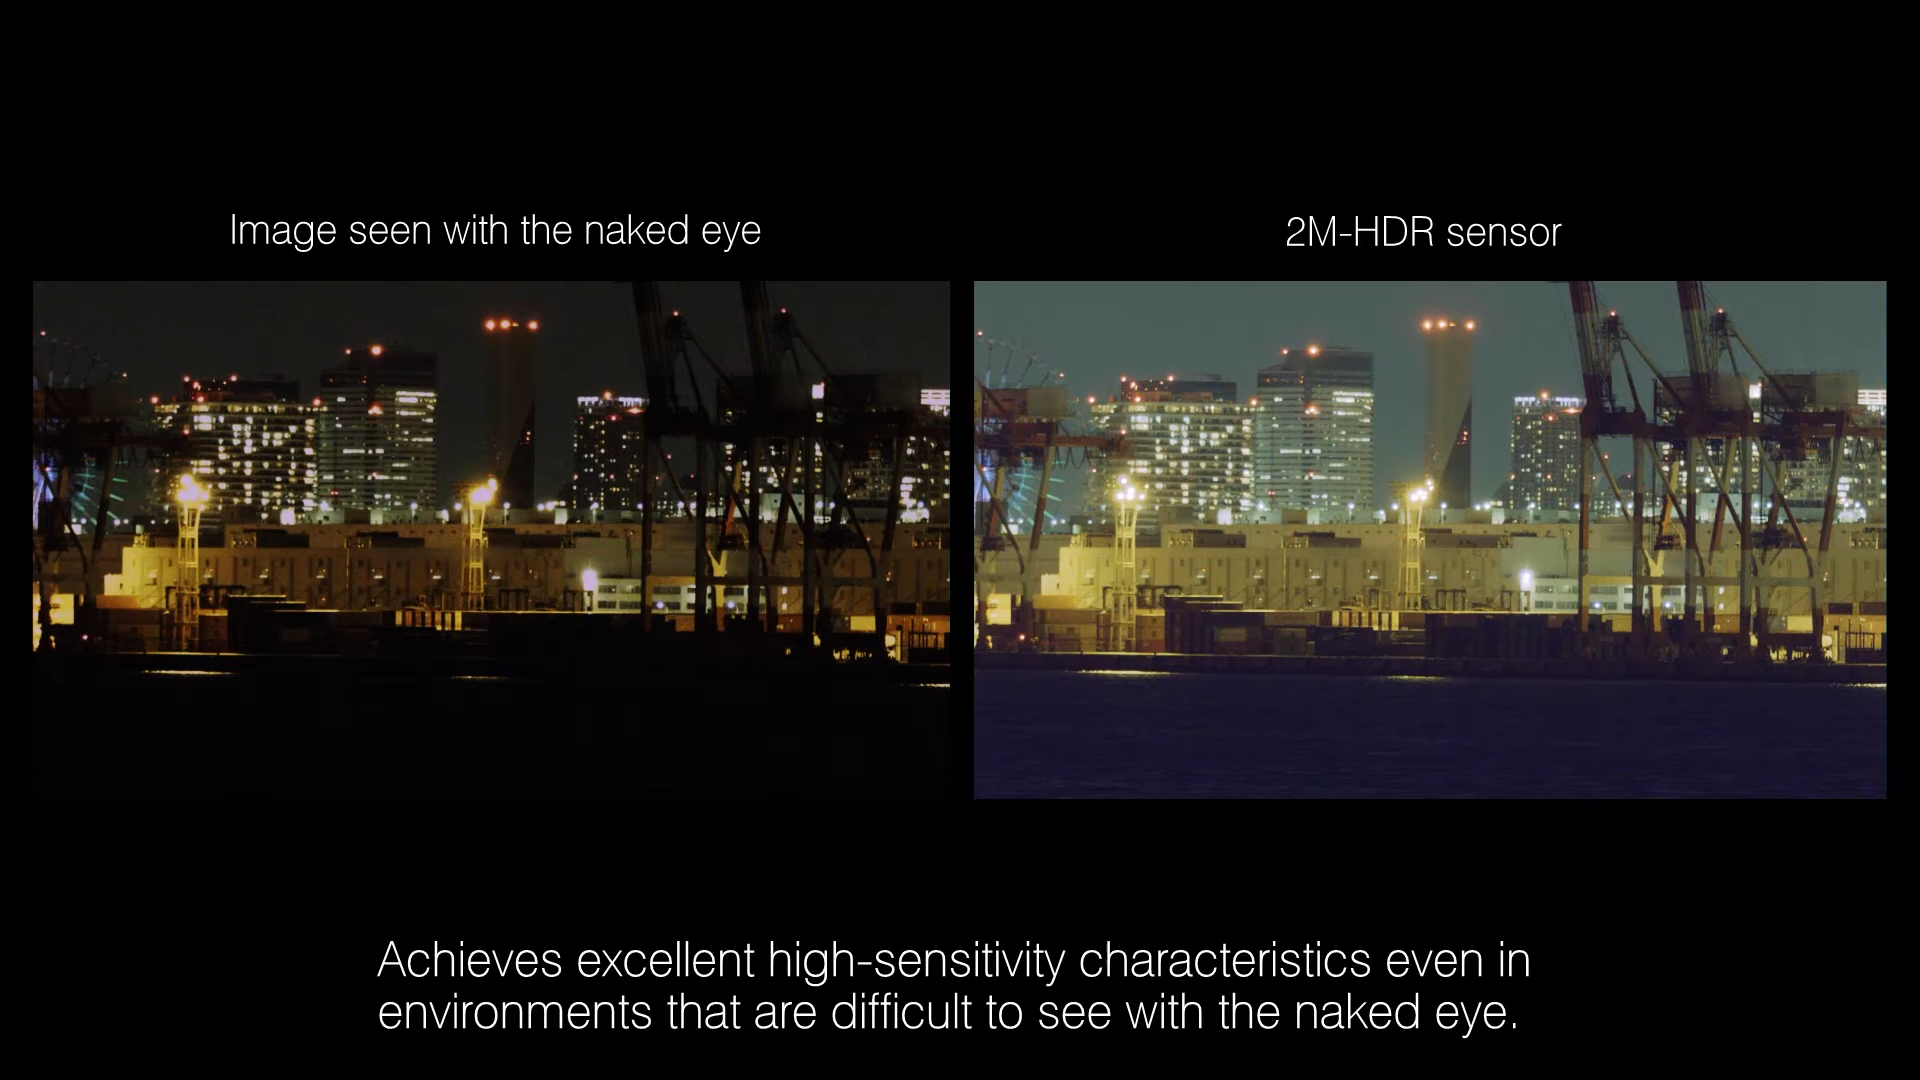 Image seen with the naked eye
2M-HDR sensor
Achieves excellent high-sensitivity characteristics even in
environments that are difficult to see with the naked eye.